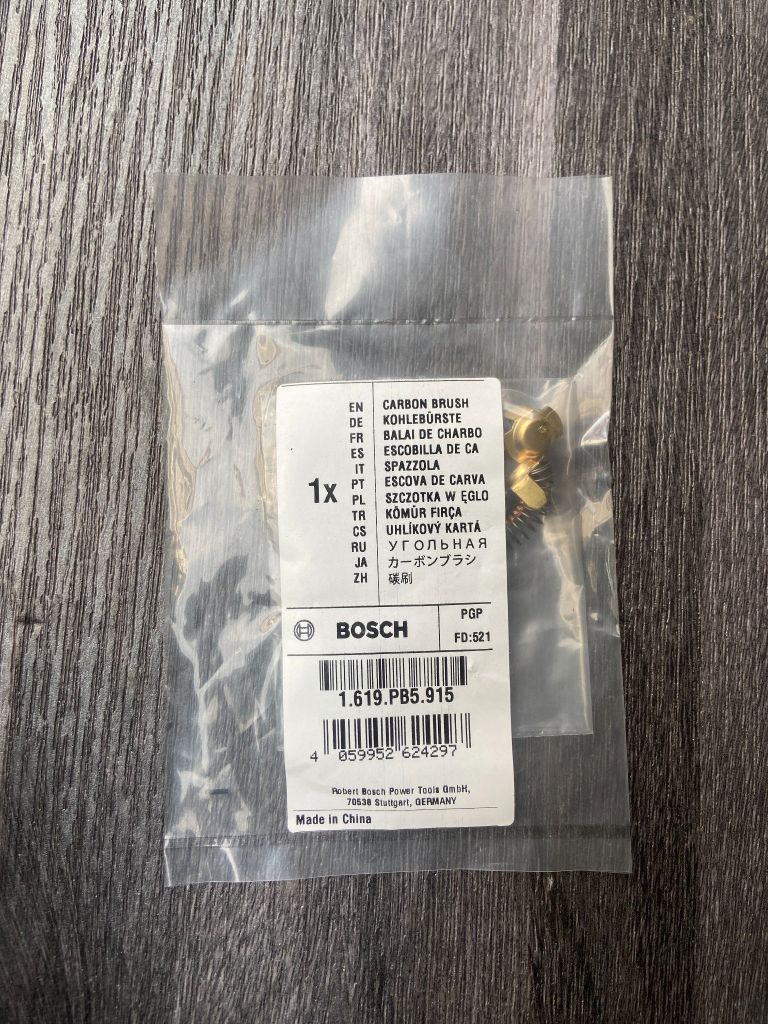 1x
EN CARBON BRUSH
DE KOHLEBÜRSTE
FR BALAI DE CHARBO
ES ESCOBILLA DE CA
IT SPAZZOLA
PT ESCOVA DE CARVA
PL SZCZOTKA W ĘGLO
TR KÖMÜR FIRÇA
CS UHLÍKOVÝ KARTÁ
RU УГОЛЬНАЯ
JA カーボンブラシ
ZH 碳刷
BOSCH
PGP
FD:521
1.619.PB5.915
4 059952 624297
Robert Bosch Power Tools GmbH,
70538 Stuttgart, GERMANY
Made in China